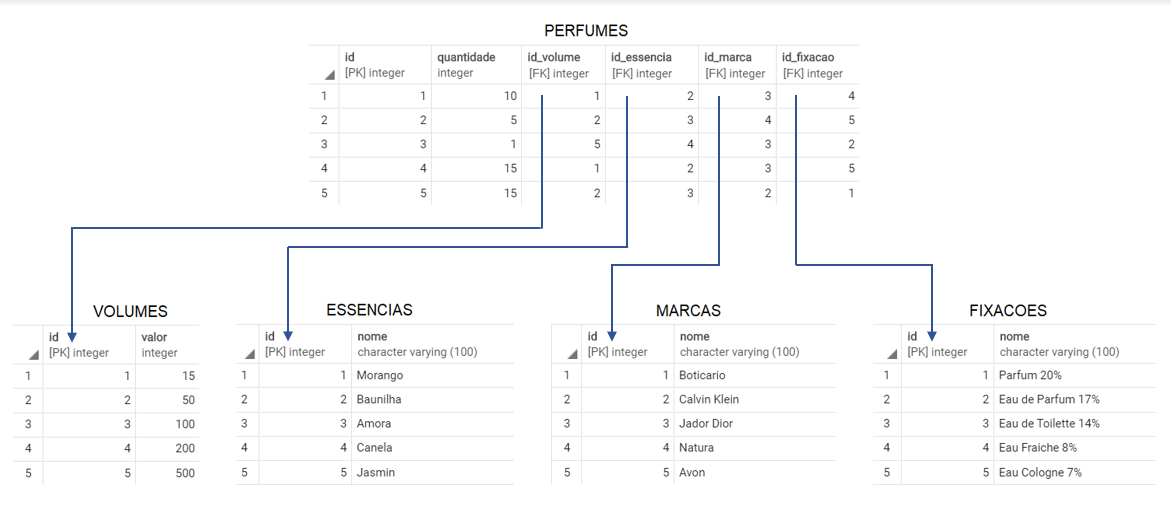 PERFUMES
id quantidade id_volume id_essencia id_marca id_fixacao
[PK] integer integer [FK] integer [FK] integer [FK] integer [FK] integer
1 1 10 1 2 3 4
2 2 5 2 3 4 5
3 3 1 5 4 3 2
4 4 15 1 2 3 5
5 5 15 2 3 2 1
VOLUMES
id valor
[PK] integer integer
1 1 15
2 2 50
3 3 100
4 4 200
5 5 500
ESSENCIAS
id nome
[PK] integer character varying (100)
1 1 Morango
2 2 Baunilha
3 3 Amora
4 4 Canela
5 5 Jasmin
MARCAS
id nome
[PK] integer character varying (100)
1 1 Boticario
2 2 Calvin Klein
3 3 Jador Dior
4 4 Natura
5 5 Avon
FIXACOES
id nome
[PK] integer character varying (100)
1 1 Parfum 20%
2 2 Eau de Parfum 17%
3 3 Eau de Toilette 14%
4 4 Eau Fraiche 8%
5 5 Eau Cologne 7%